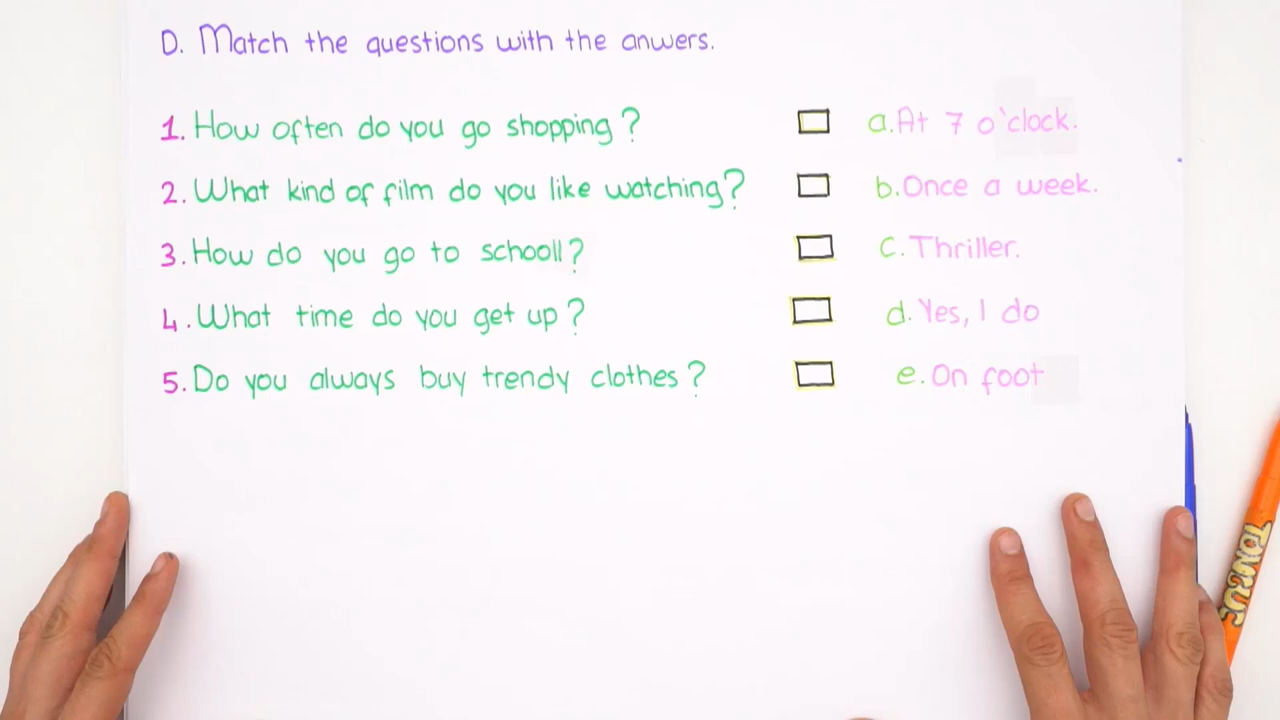 D. Match the questions with the anwers.
1. How often do you go shopping? a. At 7 o'clock.
2. What kind of film do you like watching? b. Once a week.
3. How do you go to schooll? c. Thriller.
4. What time do you get up? d. Yes, I do
5. Do you always buy trendy clothes? e. On foot
TONGUE